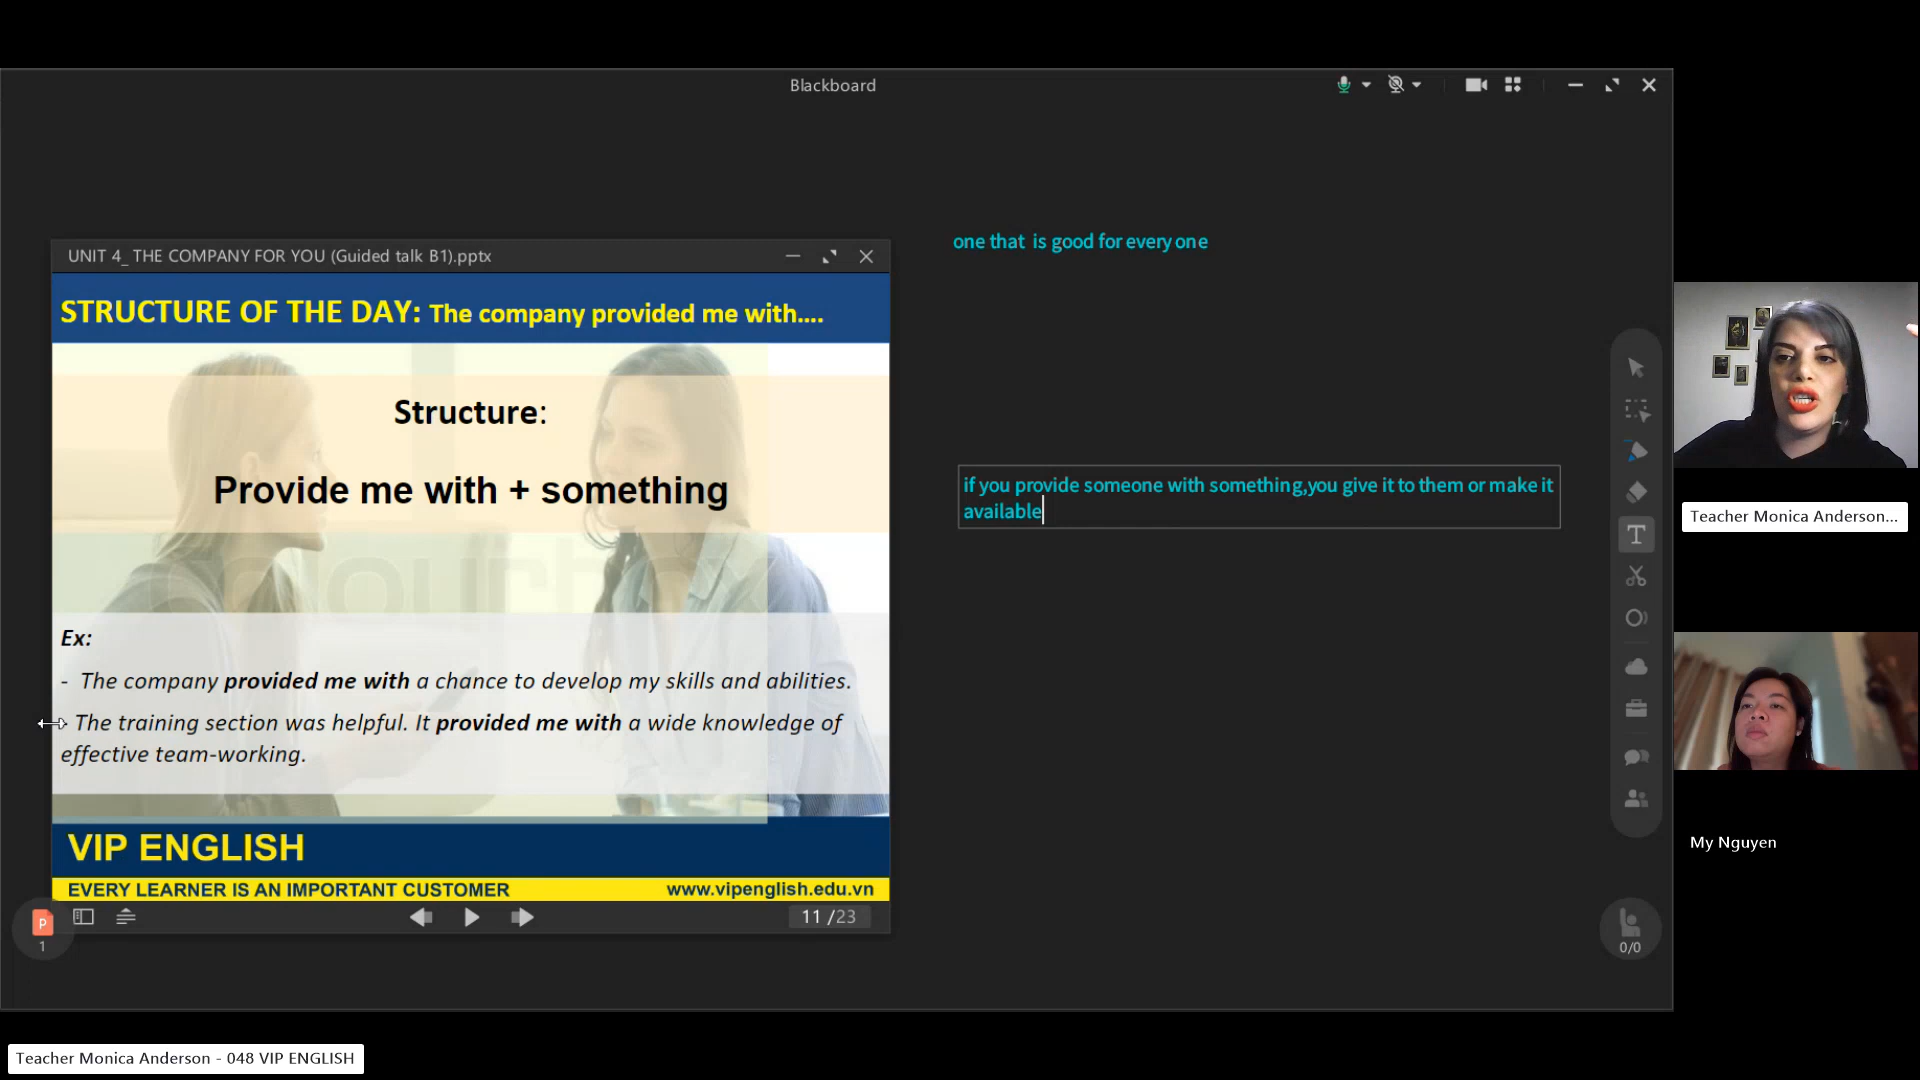 Blackboard
one that is good for every one
UNIT 4_ THE COMPANY FOR YOU (Guided talk B1).pptx
STRUCTURE OF THE DAY: The company provided me with....
Structure:
Provide me with + something
if you provide someone with something,you give it to them or make it
available
Ex:
- The company provided me with a chance to develop my skills and abilities.
The training section was helpful. It provided me with a wide knowledge of
effective team-working.
VIP ENGLISH
EVERY LEARNER IS AN IMPORTANT CUSTOMER
www.vipenglish.edu.vn
P
1
11 /23
T
0/0
Teacher Monica Anderson...
My Nguyen
Teacher Monica Anderson - 048 VIP ENGLISH